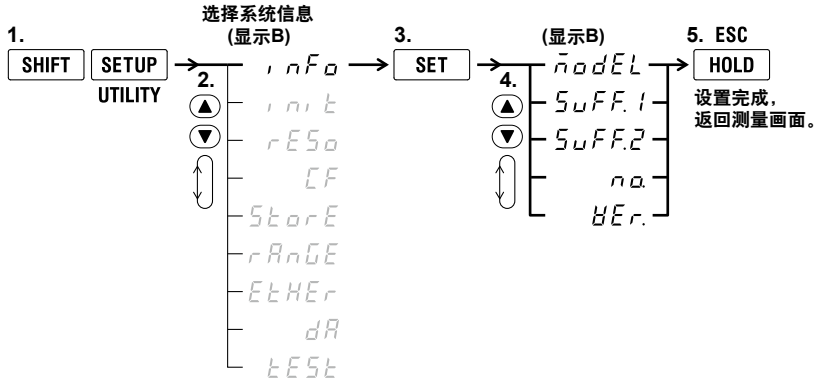 选择系统信息
1.
(显示B)
3.
(显示B)
5. ESC
SHIFT
SETUP
inFo
SET
modEL
HOLD
UTILITY
2.
4.
init
SuFF.1
设置完成，
返回测量画面。
rESo
SuFF.2
CF
no.
StorE
VEr.
rAnGE
EtHEr
dA
tESt